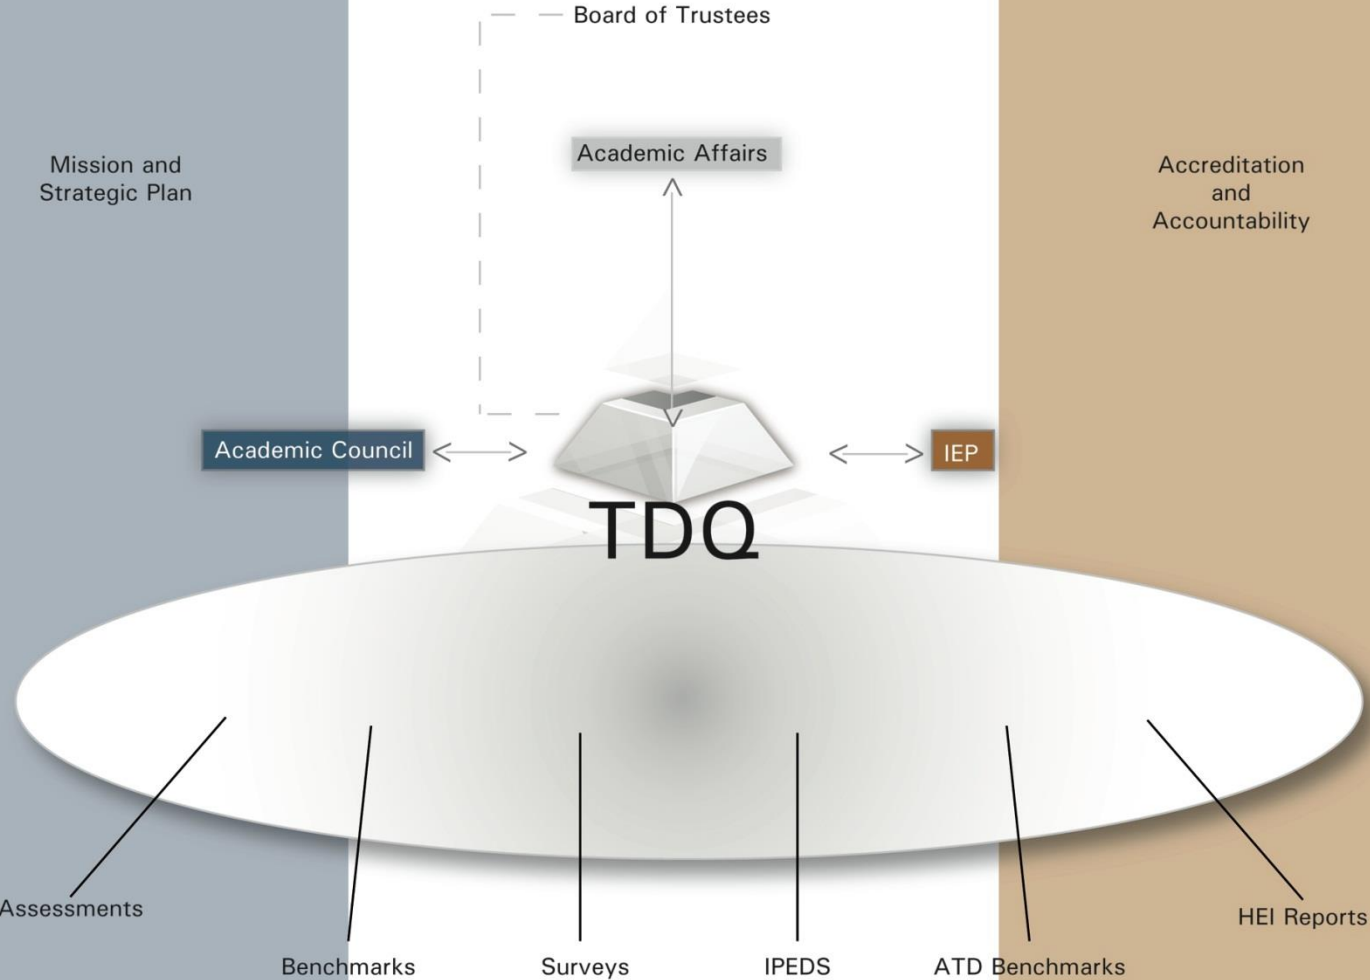 Board of Trustees
Academic Affairs
Mission and
Strategic Plan
Accreditation
and
Accountability
Academic Council
IEP
TDQ
Assessments
HEI Reports
Benchmarks
Surveys
IPEDS
ATD Benchmarks